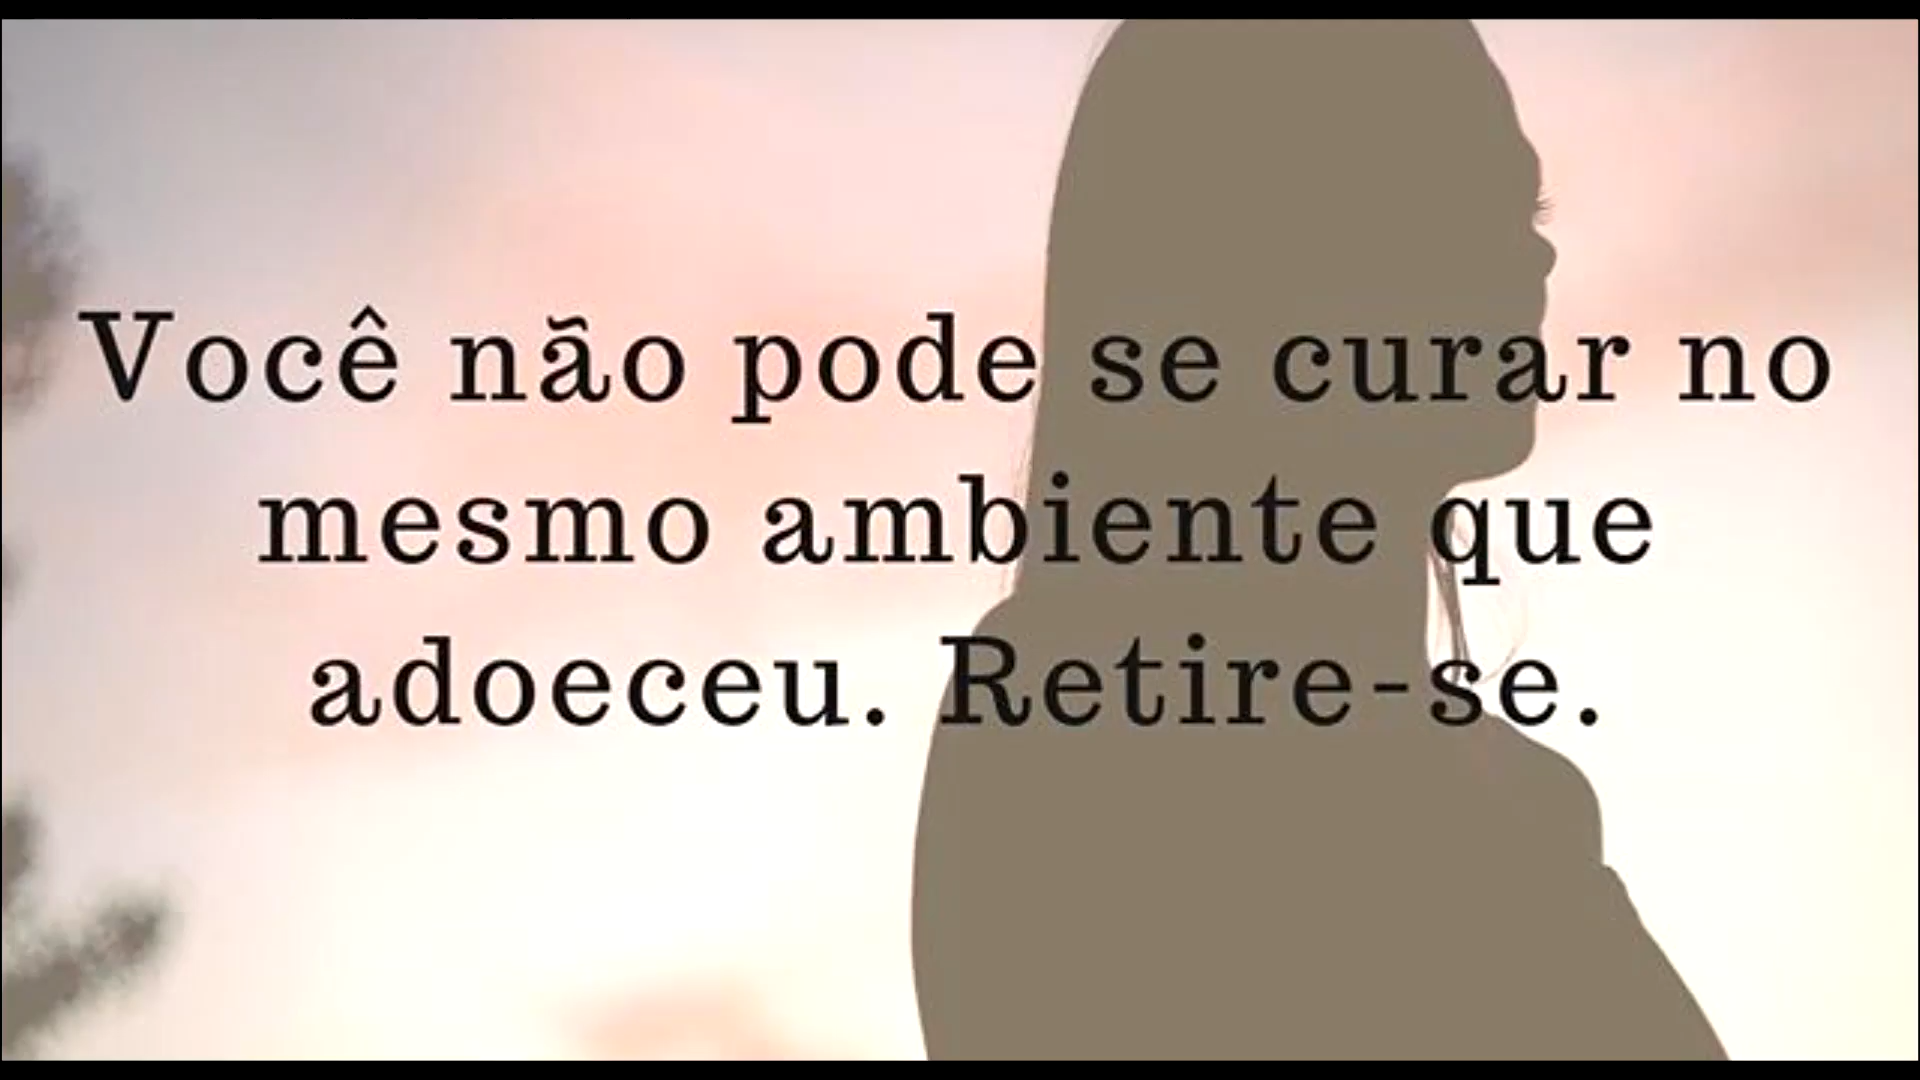 Você não pode se curar no
mesmo ambiente que
adoeceu. Retire-se.